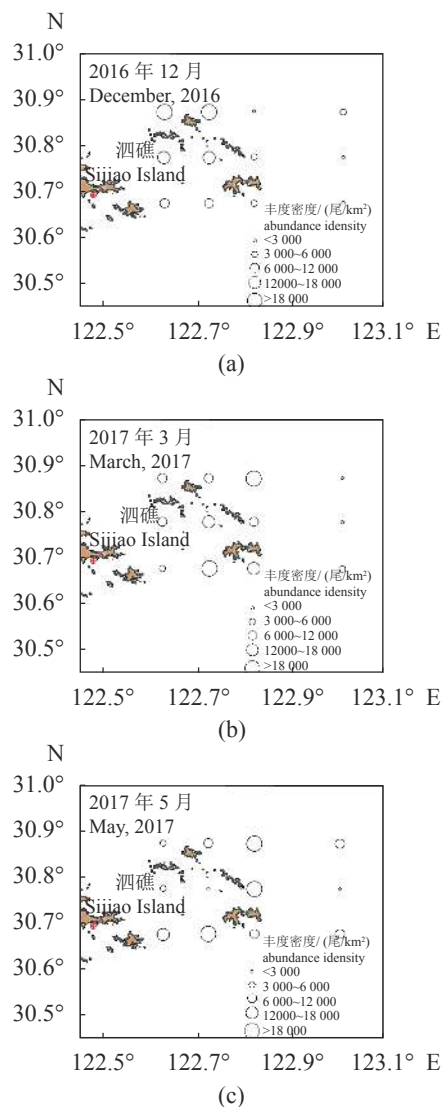 N
31.0°
2016 年 12 月
30.9°
December, 2016
30.8°
泗礁
30.7°
Sijiao Island
丰度密度/ (尾/km²)
abundance idensity
30.6°
<3 000
3 000~6 000
6 000~12 000
30.5°
12000~18 000
>18 000
122.5° 122.7° 122.9° 123.1° E
(a)
N
31.0°
2017 年 3 月
30.9°
March, 2017
30.8°
泗礁
30.7°
Sijiao Island
丰度密度/ (尾/km²)
abundance idensity
30.6°
<3 000
3 000~6 000
6 000~12 000
30.5°
12000~18 000
>18 000
122.5° 122.7° 122.9° 123.1° E
(b)
N
31.0°
2017 年 5 月
30.9°
May, 2017
30.8°
泗礁
30.7°
Sijiao Island
丰度密度/ (尾/km²)
abundance idensity
30.6°
<3 000
3 000~6 000
6 000~12 000
30.5°
12000~18 000
>18 000
122.5° 122.7° 122.9° 123.1° E
(c)